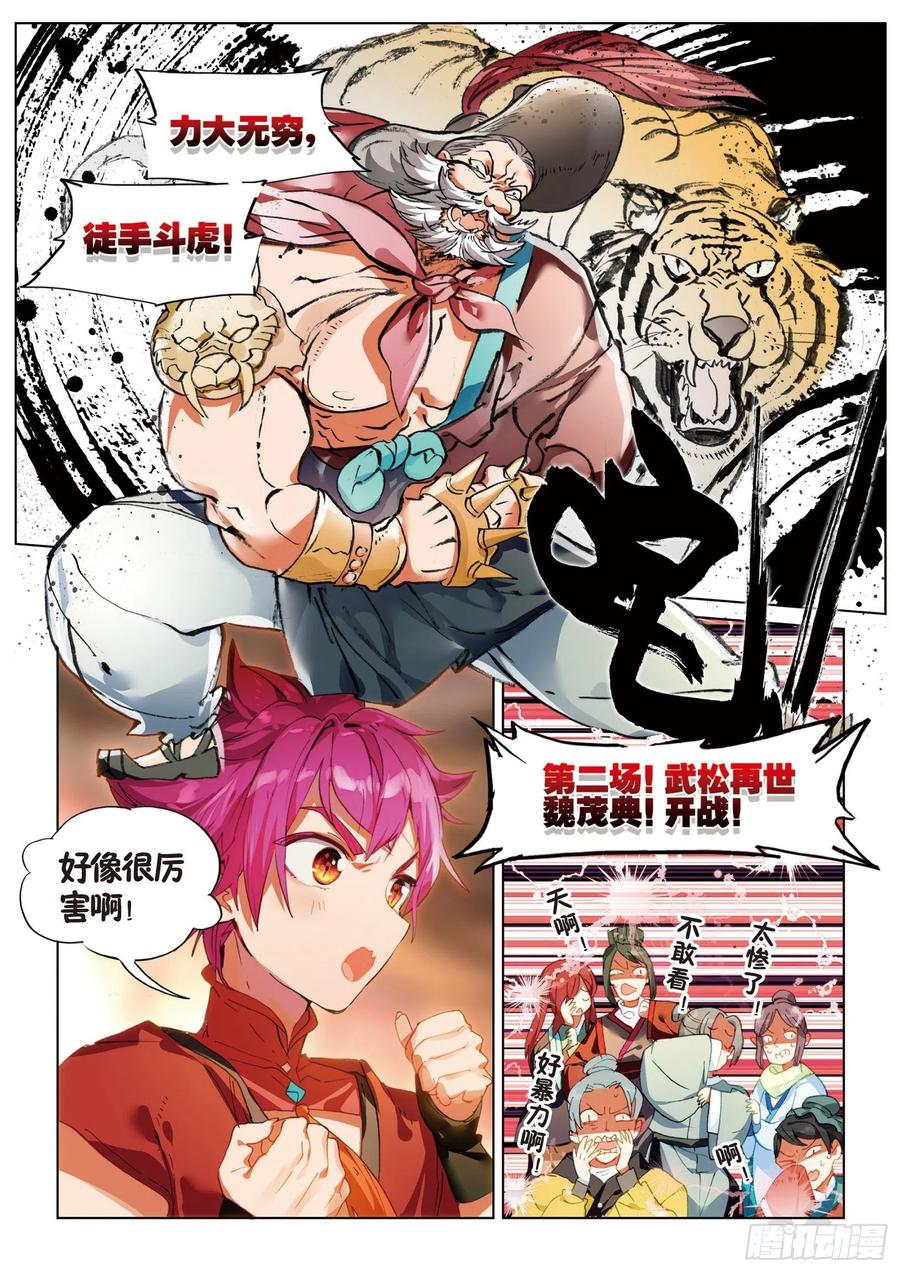 力大无穷,
徒手斗虎!
好像很厉
害啊!
第二场! 武松再世
魏茂典! 开战!
天啊!
不敢看!
太惨了!
好暴力啊!
啊!
腾讯动漫